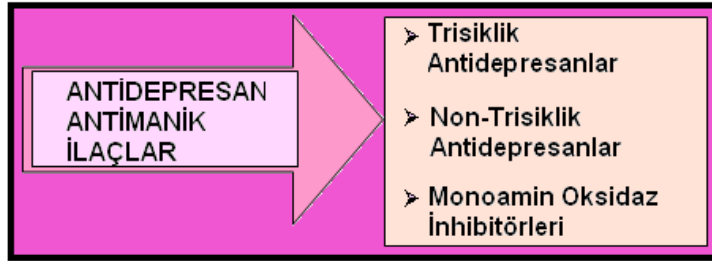 ANTİDEPRESAN
ANTİMANİK
İLAÇLAR
➢ Trisiklik
Antidepresanlar
➢ Non-Trisiklik
Antidepresanlar
➢ Monoamin Oksidaz
İnhibitörleri